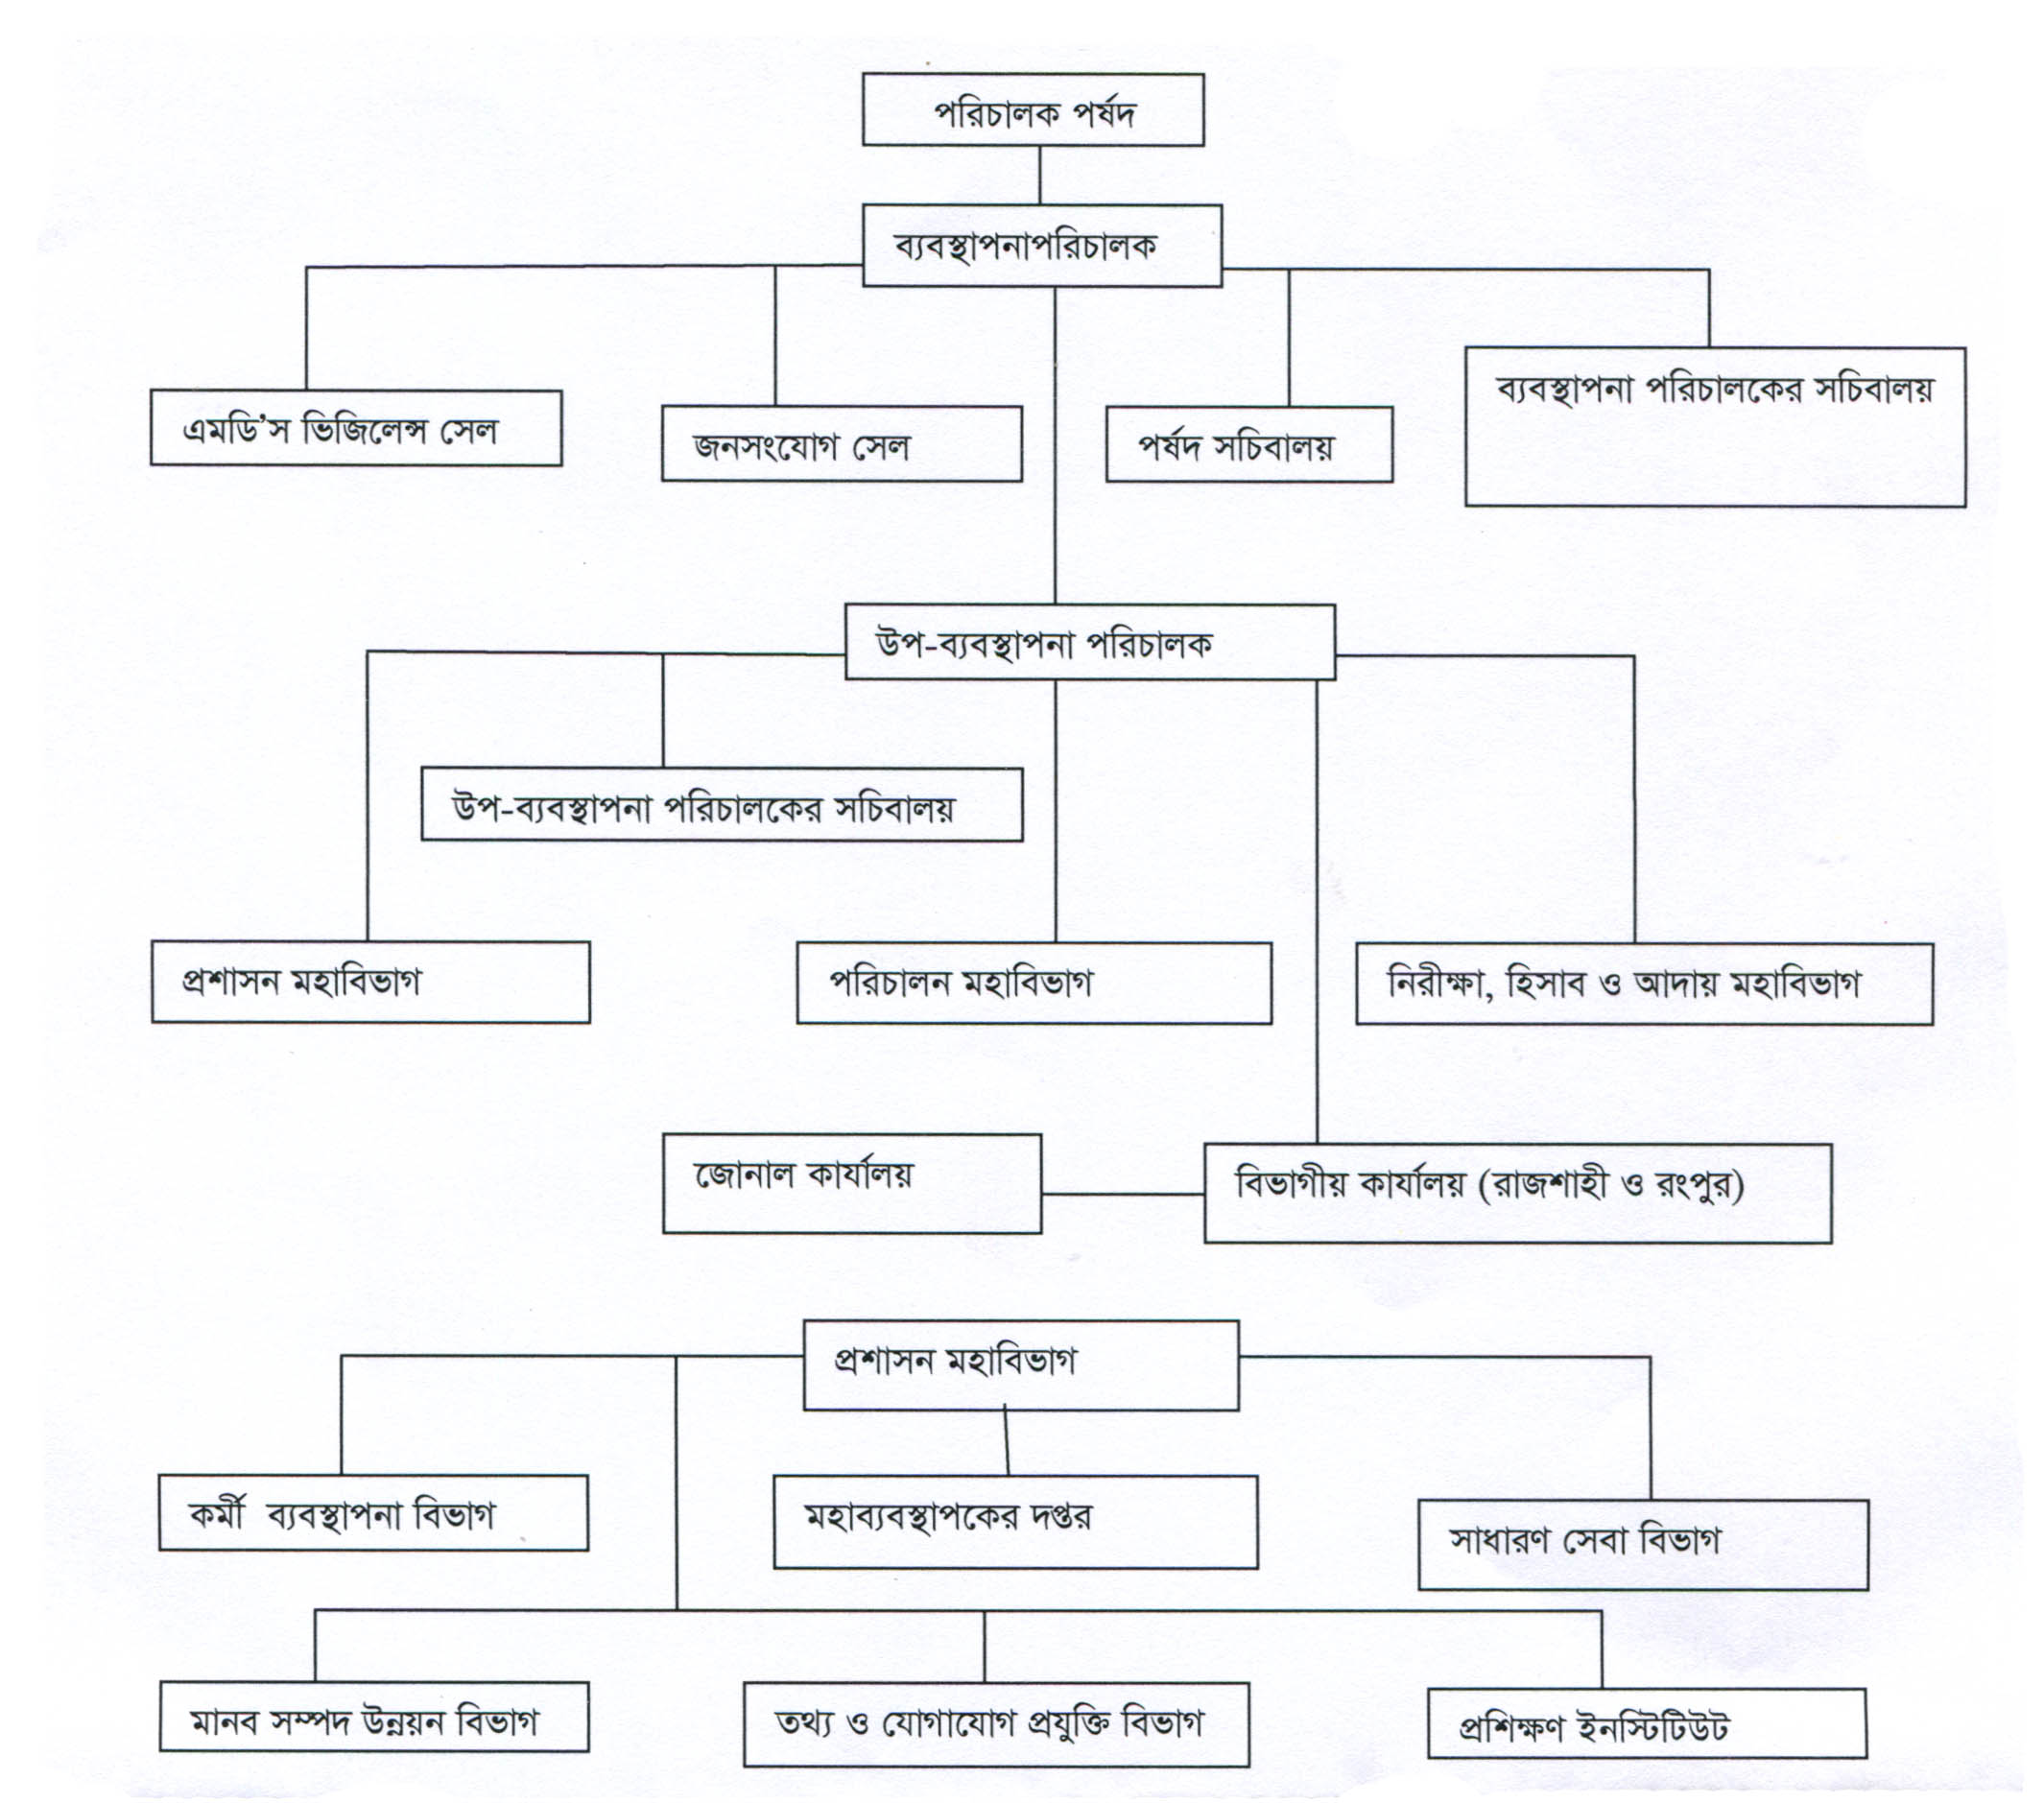 পরিচালক পর্ষদ
ব্যবস্থাপনাপরিচালক
এমডি'স ভিজিলেন্স সেল
জনসংযোগ সেল
পর্ষদ সচিবালয়
ব্যবস্থাপনা পরিচালকের সচিবালয়
উপ-ব্যবস্থাপনা পরিচালক
উপ-ব্যবস্থাপনা পরিচালকের সচিবালয়
প্রশাসন মহাবিভাগ
পরিচালন মহাবিভাগ
নিরীক্ষা, হিসাব ও আদায় মহাবিভাগ
জোনাল কার্যালয়
বিভাগীয় কার্যালয় (রাজশাহী ও রংপুর)
প্রশাসন মহাবিভাগ
কর্মী ব্যবস্থাপনা বিভাগ
মহাব্যবস্থাপকের দপ্তর
সাধারণ সেবা বিভাগ
মানব সম্পদ উন্নয়ন বিভাগ
তথ্য ও যোগাযোগ প্রযুক্তি বিভাগ
প্রশিক্ষণ ইনস্টিটিউট